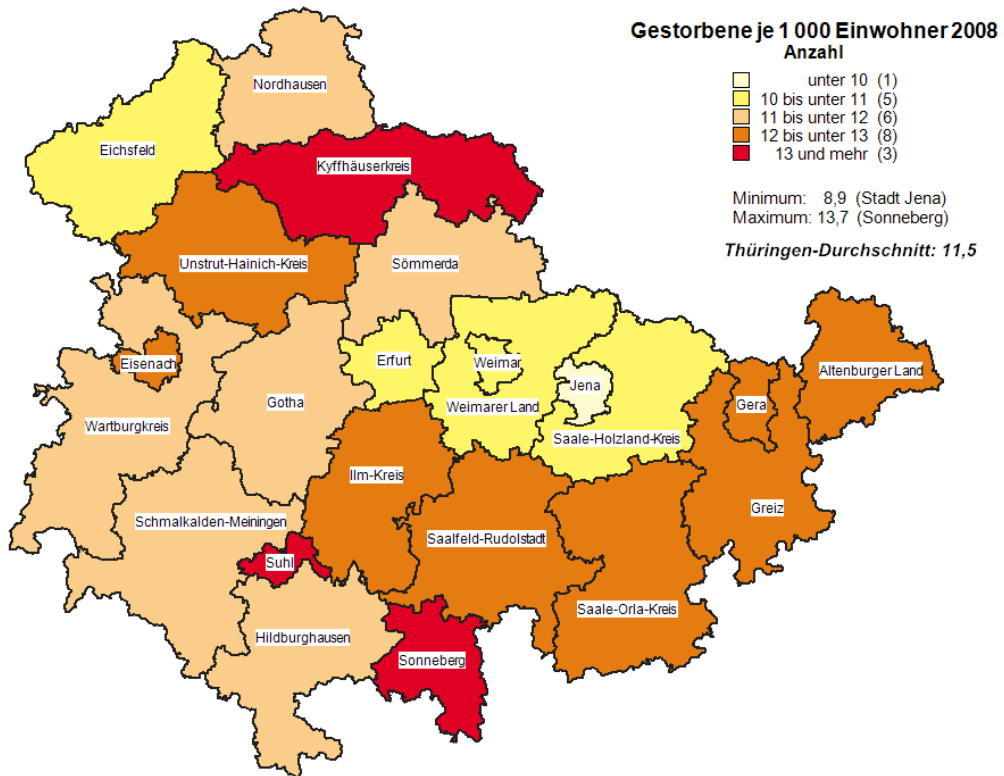 Gestorbene je 1 000 Einwohner 2008
Anzahl
unter 10 (1)
10 bis unter 11 (5)
11 bis unter 12 (6)
12 bis unter 13 (8)
13 und mehr (3)
Minimum: 8,9 (Stadt Jena)
Maximum: 13,7 (Sonneberg)
Thüringen-Durchschnitt: 11,5
Nordhausen
Eichsfeld
Kyffhäuserkreis
Unstrut-Hainich-Kreis
Sömmerda
Eisenach
Erfurt
Weimar
Altenburger Land
Jena
Gotha
Weimarer Land
Gera
Wartburgkreis
Saale-Holzland-Kreis
Ilm-Kreis
Greiz
Schmalkalden-Meiningen
Saalfeld-Rudolstadt
Suhl
Saale-Orla-Kreis
Hildburghausen
Sonneberg